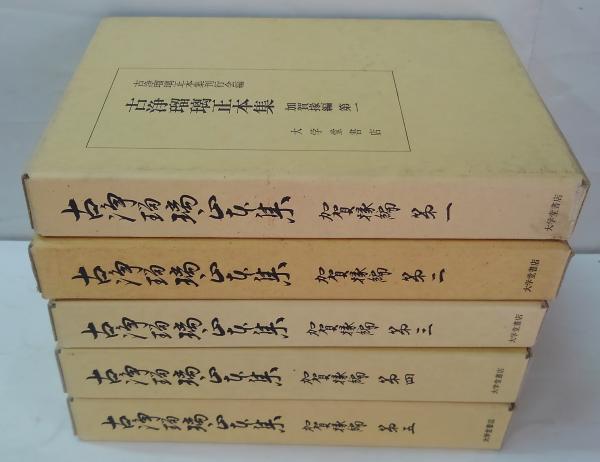 古浄瑠璃正本集刊行会編
古浄瑠璃正本集 加賀掾編 第一
大学堂書店
古浄瑠璃正本集 加賀掾編 第一 大学堂書店
古浄瑠璃正本集 加賀掾編 第二 大学堂書店
古浄瑠璃正本集 加賀掾編 第三 大学堂書店
古浄瑠璃正本集 加賀掾編 第四 大学堂書店
古浄瑠璃正本集 加賀掾編 第五 大学堂書店